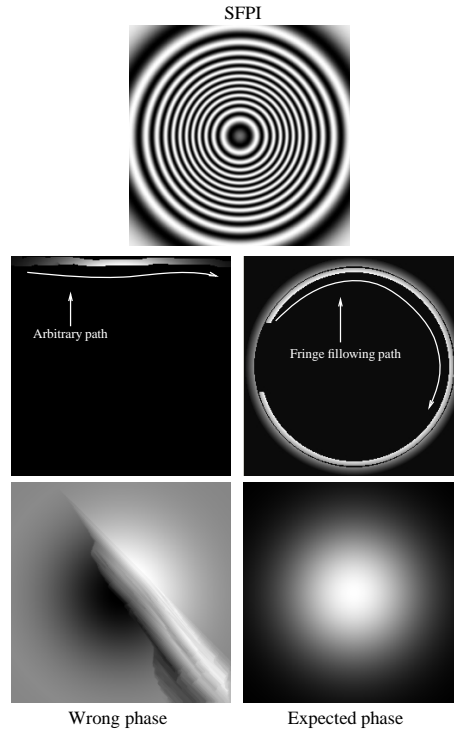 SFPI
Arbitrary path
Fringe fillowing path
Wrong phase
Expected phase